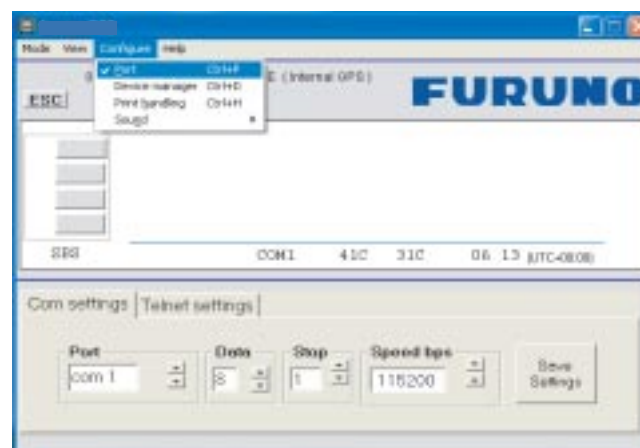 Mode View Configure Help
Port Ctrl+P
E (Internal GPS)
Device manager Ctrl+D
FURUNO
ESC
Print handling Ctrl+H
Sound
SES COM1 41C 31C 06 13 (UTC-08:00)
Com settings Telnet settings
Port Data Stop Speed bps
com 1 8 1 115200
Save
Settings